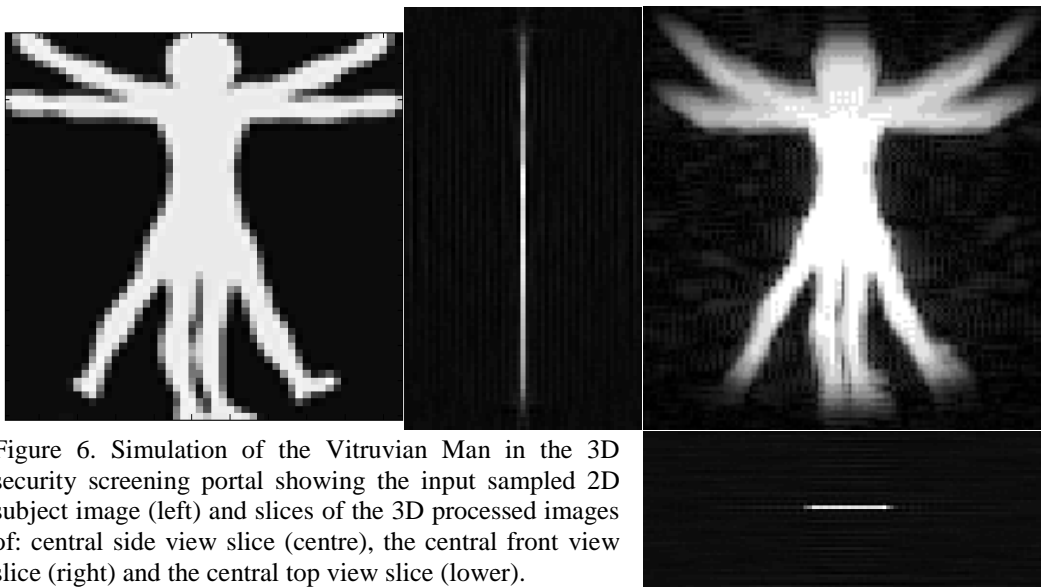 Figure 6. Simulation of the Vitruvian Man in the 3D
security screening portal showing the input sampled 2D
subject image (left) and slices of the 3D processed images
of: central side view slice (centre), the central front view
slice (right) and the central top view slice (lower).